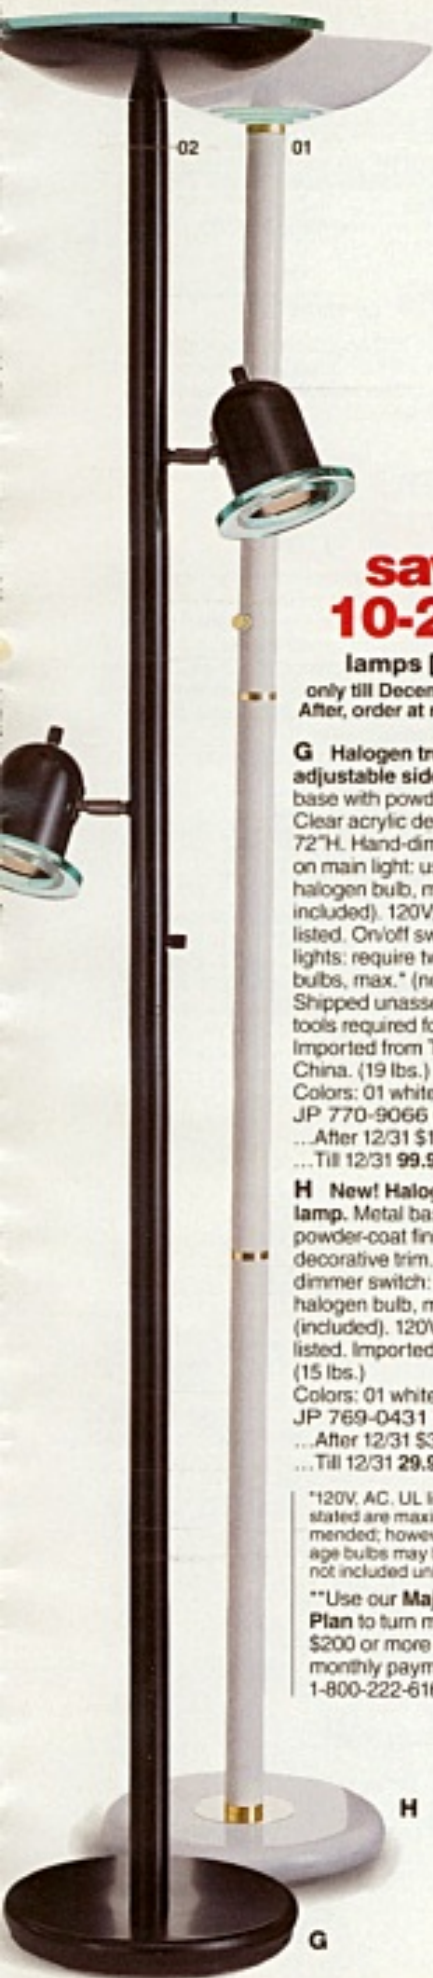 02
01
sa
10-2
lamps [
only till Decem
After, order at
G Halogen tr
adjustable side
base with powd
Clear acrylic de
72"H. Hand-dim
on main light: u
halogen bulb, m
included). 120V,
listed. On/off sw
lights: require tw
bulbs, max.* (n
Shipped unasse
tools required fo
Imported from T
China. (19 lbs.)
Colors: 01 white
JP 770-9066
...After 12/31 $1
...Till 12/31 99.9
H New! Halog
lamp. Metal ba
powder-coat fin
decorative trim.
dimmer switch:
halogen bulb, m
(included). 120V
listed. Imported
(15 lbs.)
Colors: 01 white
JP 769-0431
...After 12/31 $3
...Till 12/31 29.9
*120V, AC. UL li
stated are maxi
mended; howev
age bulbs may
not included un
**Use our Maj
Plan to turn m
$200 or more
monthly paym
1-800-222-616
H
G